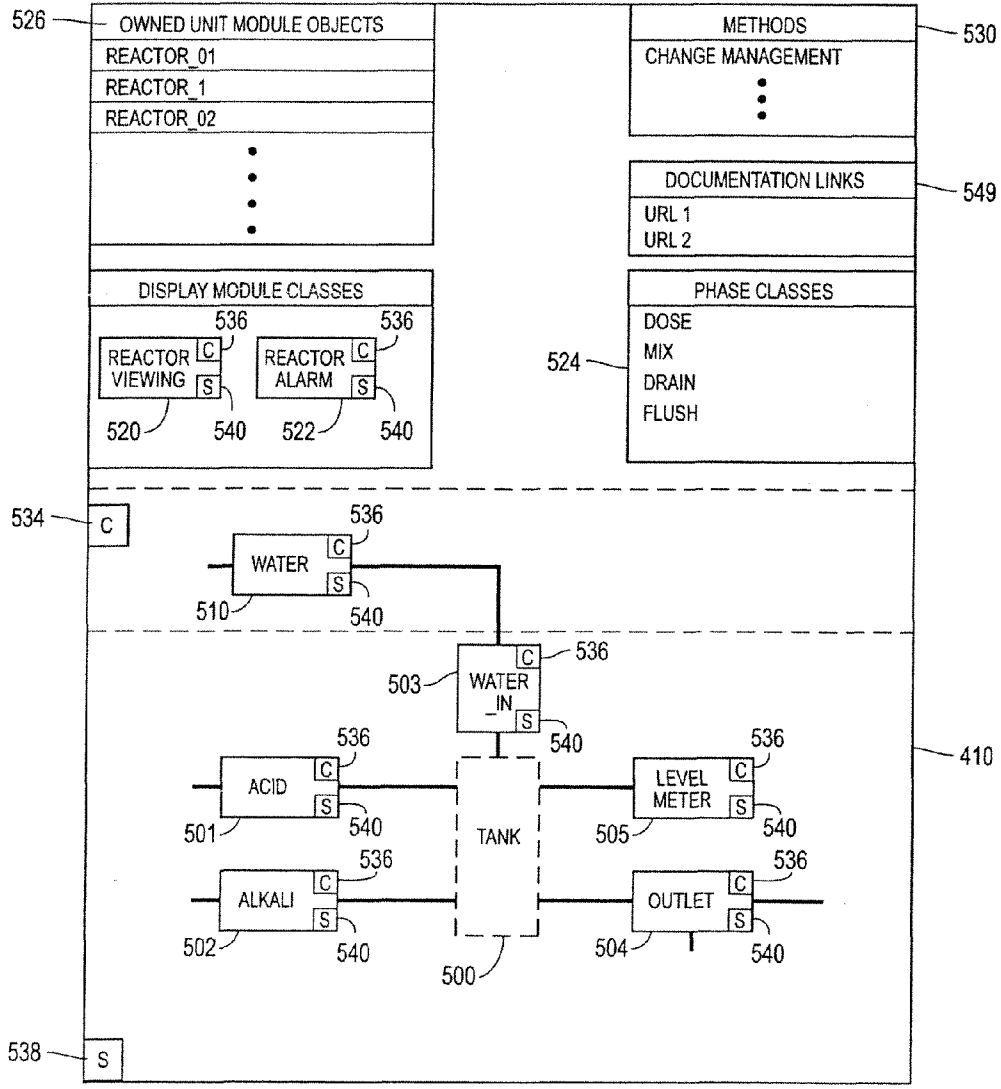 526
OWNED UNIT MODULE OBJECTS
REACTOR_01
REACTOR_1
REACTOR_02
METHODS
530
CHANGE MANAGEMENT
DOCUMENTATION LINKS
549
URL 1
URL 2
DISPLAY MODULE CLASSES
536
536
REACTOR
VIEWING
C
S
REACTOR
ALARM
C
S
520
540
522
540
PHASE CLASSES
524
DOSE
MIX
DRAIN
FLUSH
534
C
536
WATER
C
S
510
540
503
536
WATER
_IN
C
S
540
410
536
ACID
C
S
501
540
TANK
536
LEVEL
METER
C
S
505
540
536
ALKALI
C
S
502
540
500
536
OUTLET
C
S
504
540
538
S